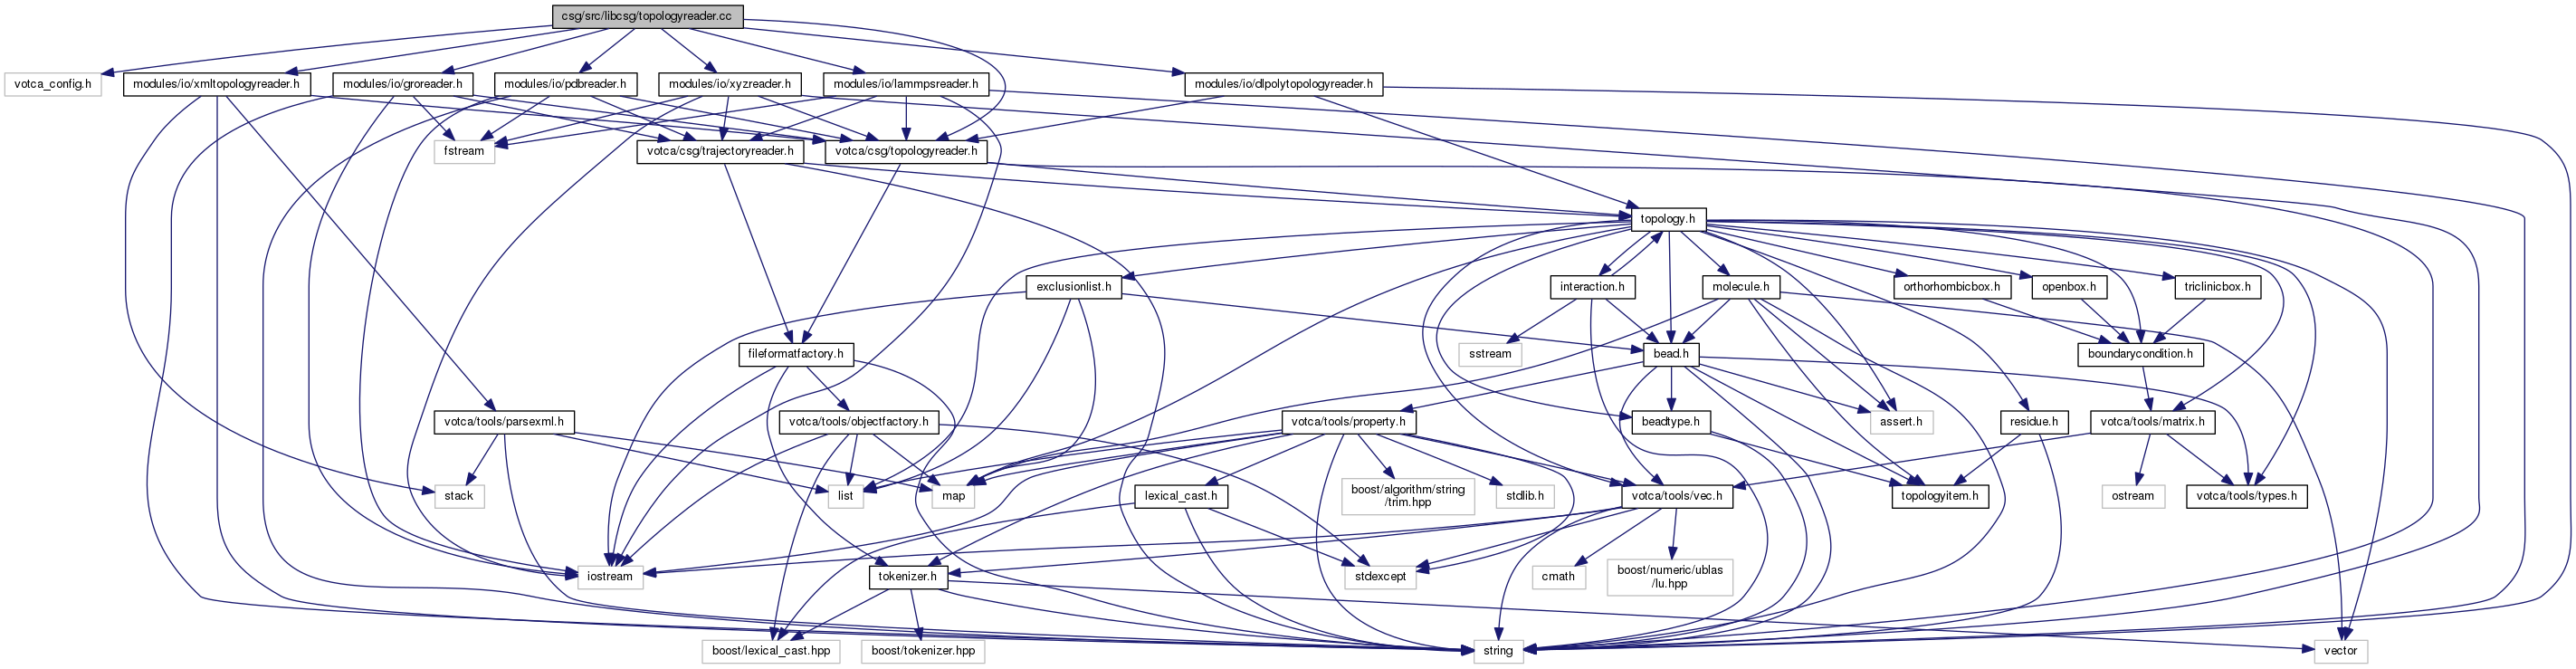 csg/src/libcsg/topologyreader.cc
votca_config.h
modules/io/xmltopologyreader.h
modules/io/groreader.h
modules/io/pdbreader.h
modules/io/xyzreader.h
modules/io/lammpsreader.h
modules/io/dlpolytopologyreader.h
fstream
votca/csg/trajectoryreader.h
votca/csg/topologyreader.h
topology.h
exclusionlist.h
interaction.h
molecule.h
orthorhombicbox.h
openbox.h
triclinicbox.h
fileformatfactory.h
sstream
bead.h
boundarycondition.h
votca/tools/parsexml.h
votca/tools/objectfactory.h
votca/tools/property.h
beadtype.h
assert.h
residue.h
votca/tools/matrix.h
stack
list
map
lexical_cast.h
boost/algorithm/string
/trim.hpp
stdlib.h
votca/tools/vec.h
topologyitem.h
ostream
votca/tools/types.h
iostream
tokenizer.h
stdexcept
cmath
boost/numeric/ublas
/lu.hpp
boost/lexical_cast.hpp
boost/tokenizer.hpp
string
vector